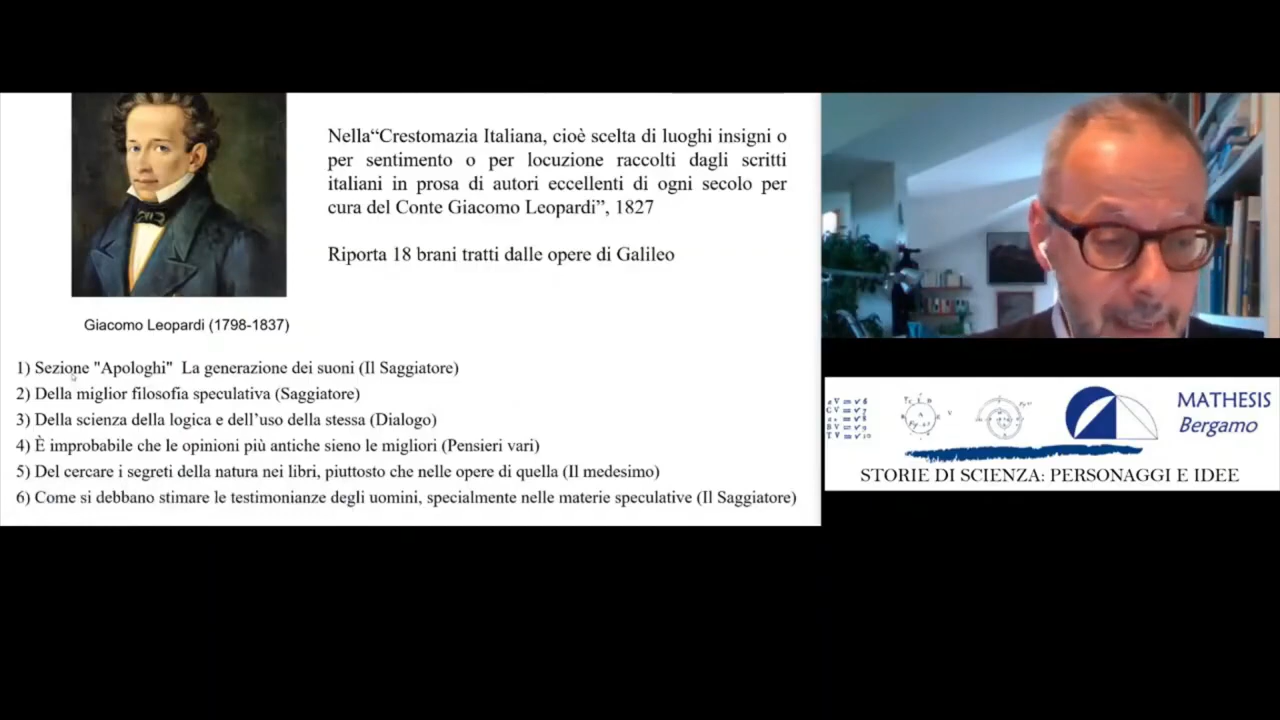 Nella“Crestomazia Italiana, cioè scelta di luoghi insigni o
per sentimento o per locuzione raccolti dagli scritti
italiani in prosa di autori eccellenti di ogni secolo per
cura del Conte Giacomo Leopardi”, 1827
Riporta 18 brani tratti dalle opere di Galileo
Giacomo Leopardi (1798-1837)
1) Sezione "Apologhi" La generazione dei suoni (Il Saggiatore)
2) Della miglior filosofia speculativa (Saggiatore)
3) Della scienza della logica e dell’uso della stessa (Dialogo)
4) È improbabile che le opinioni più antiche sieno le migliori (Pensieri vari)
5) Del cercare i segreti della natura nei libri, piuttosto che nelle opere di quella (Il medesimo)
6) Come si debbano stimare le testimonianze degli uomini, specialmente nelle materie speculative (Il Saggiatore)
MATHESIS
Bergamo
STORIE DI SCIENZA: PERSONAGGI E IDEE